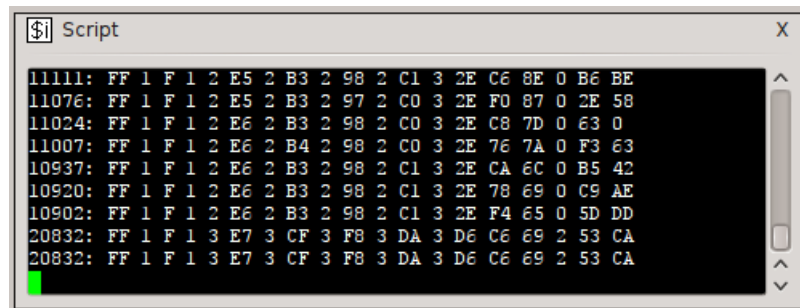 $i Script X
11111: FF 1 F 1 2 E5 2 B3 2 98 2 C1 3 2E C6 8E 0 B6 BE
11076: FF 1 F 1 2 E5 2 B3 2 97 2 C0 3 2E F0 87 0 2E 58
11024: FF 1 F 1 2 E6 2 B3 2 98 2 C0 3 2E C8 7D 0 63 0
11007: FF 1 F 1 2 E6 2 B4 2 98 2 C0 3 2E 76 7A 0 F3 63
10937: FF 1 F 1 2 E6 2 B3 2 98 2 C1 3 2E CA 6C 0 B5 42
10920: FF 1 F 1 2 E6 2 B3 2 98 2 C1 3 2E 78 69 0 C9 AE
10902: FF 1 F 1 2 E6 2 B3 2 98 2 C1 3 2E F4 65 0 5D DD
20832: FF 1 F 1 3 E7 3 CF 3 F8 3 DA 3 D6 C6 69 2 53 CA
20832: FF 1 F 1 3 E7 3 CF 3 F8 3 DA 3 D6 C6 69 2 53 CA